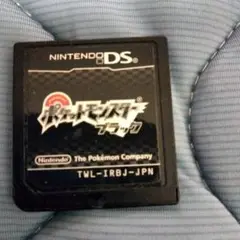 NINTENDO DS
ポケットモンスター
ブラック
Nintendo The Pokémon Company
TWL-IRBJ-JPN